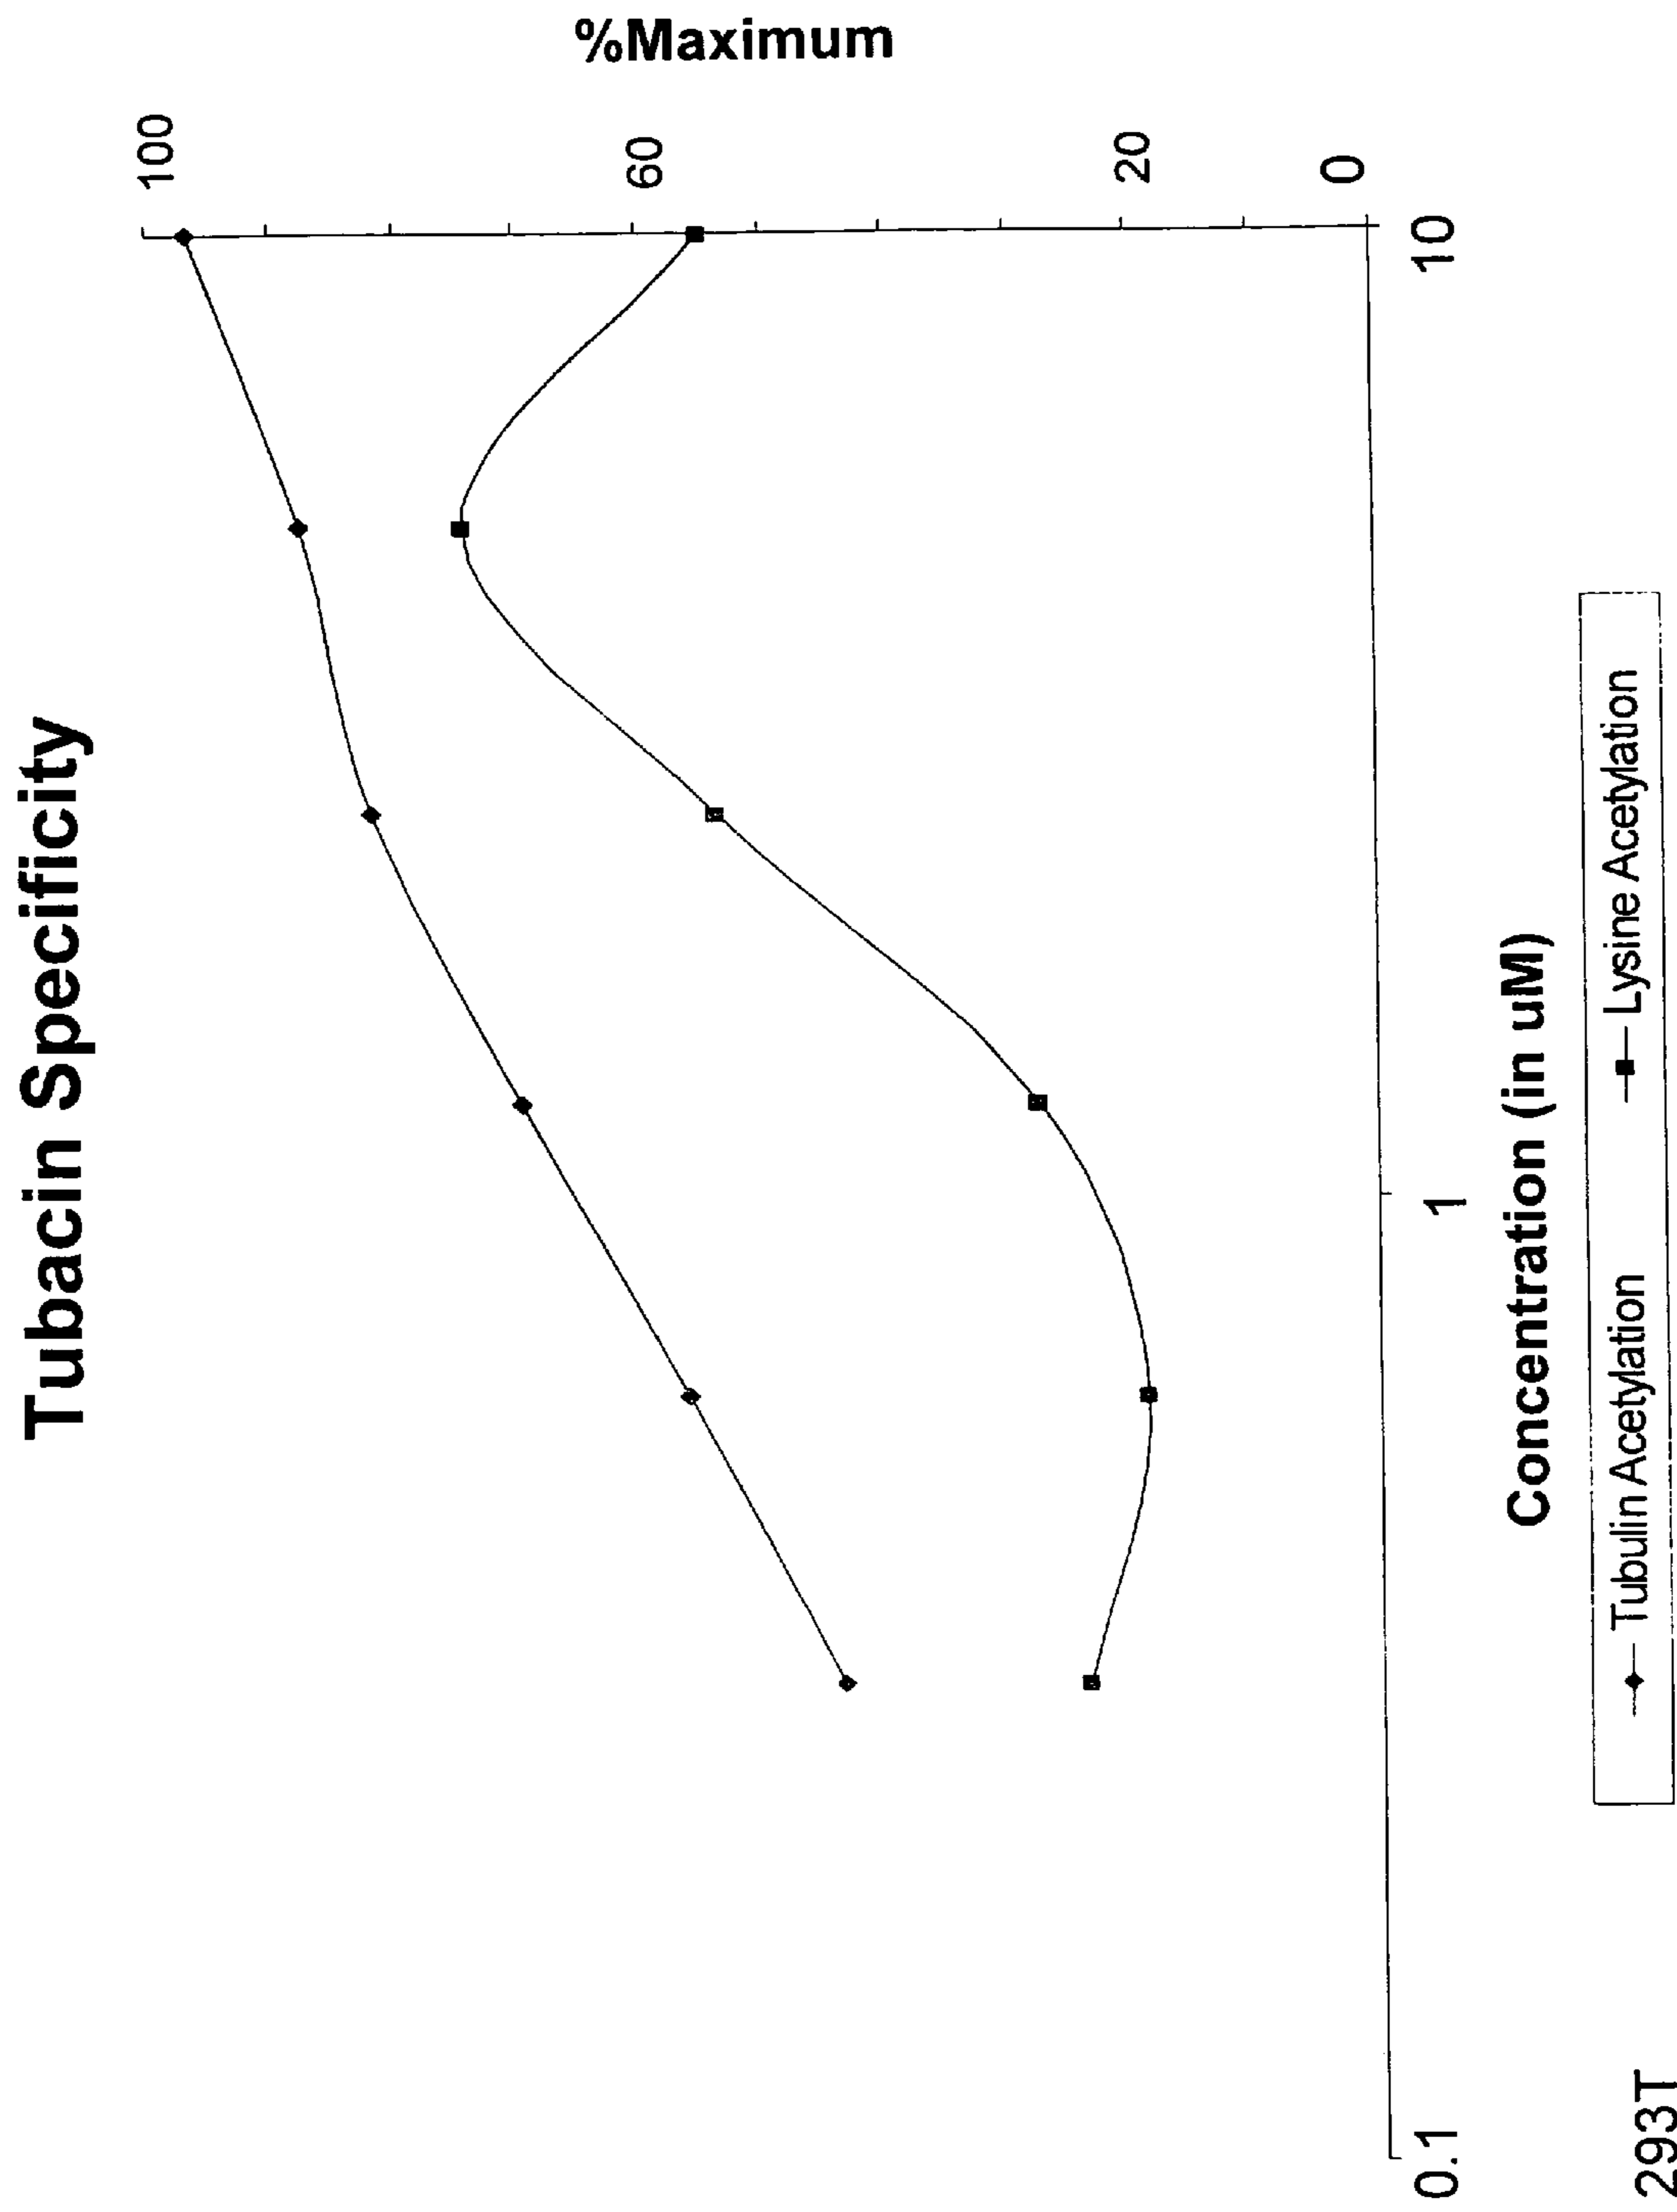 Tubacin Specificity
%Maximum
100
60
20
0
0.1
1
10
Concentration (in uM)
Tubulin Acetylation
Lysine Acetylation
293T